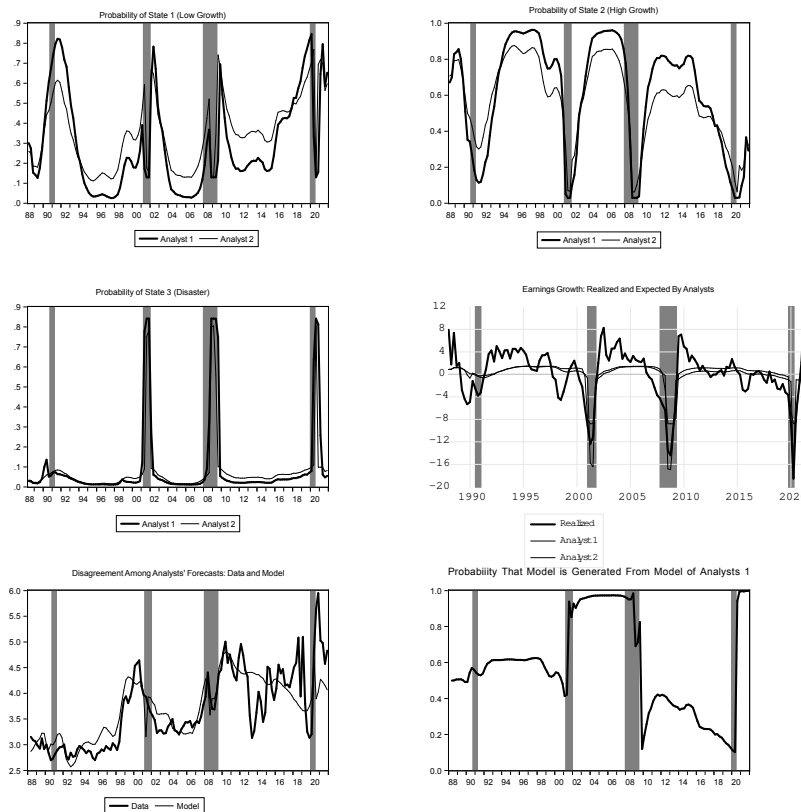 Probability of State 1 (Low Growth)
.9
.8
.7
.6
.5
.4
.3
.2
.1
.0
88 90 92 94 96 98 00 02 04 06 08 10 12 14 16 18 20
Analyst 1 Analyst 2
Probability of State 2 (High Growth)
1.0
0.8
0.6
0.4
0.2
0.0
88 90 92 94 96 98 00 02 04 06 08 10 12 14 16 18 20
Analyst 1 Analyst 2
Probability of State 3 (Disaster)
.9
.8
.7
.6
.5
.4
.3
.2
.1
.0
88 90 92 94 96 98 00 02 04 06 08 10 12 14 16 18 20
Analyst 1 Analyst 2
Earnings Growth: Realized and Expected By Analysts
12
8
4
0
-4
-8
-12
-16
-20
1990 1995 2000 2005 2010 2015 202
Realized
Analyst 1
Analyst 2
Disagreement Among Analysts' Forecasts: Data and Model
6.0
5.5
5.0
4.5
4.0
3.5
3.0
2.5
88 90 92 94 96 98 00 02 04 06 08 10 12 14 16 18 20
Data Model
Probability That Model is Generated From Model of Analysts 1
1.0
0.8
0.6
0.4
0.2
0.0
88 90 92 94 96 98 00 02 04 06 08 10 12 14 16 18 20